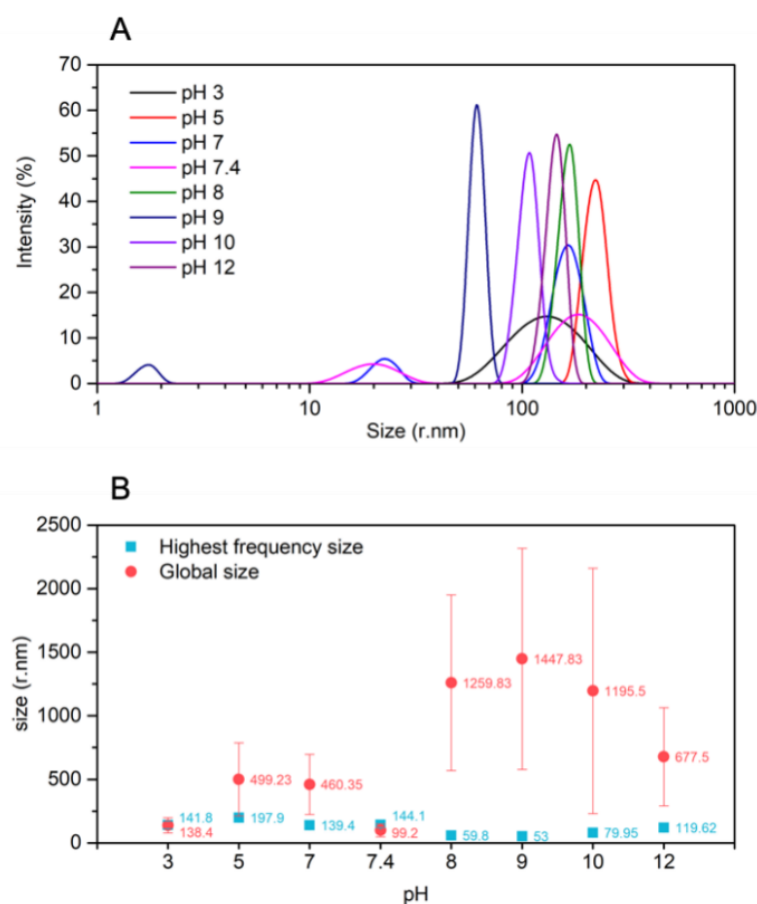 A
70
60
50
40
30
20
10
0
Intensity (%)
pH 3
pH 5
pH 7
pH 7.4
pH 8
pH 9
pH 10
pH 12
1 10 100 1000
Size (r.nm)
B
2500
2000
1500
1000
500
0
size (r.nm)
Highest frequency size
Global size
1259.83
1447.83
1195.5
677.5
499.23
460.35
141.8
138.4
197.9
139.4
144.1
99.2
59.8
53
79.95
119.62
3 5 7 7.4 8 9 10 12
pH